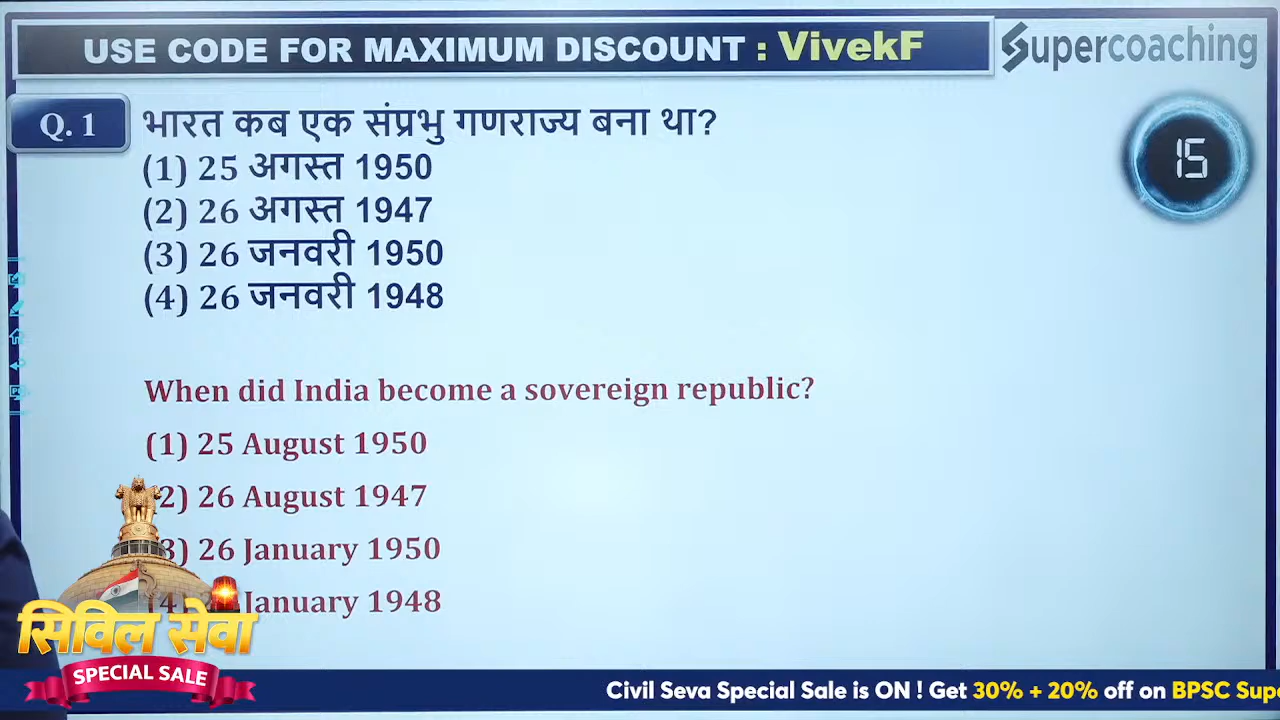 USE CODE FOR MAXIMUM DISCOUNT : VivekF
Supercoaching
Q. 1
15
भारत कब एक संप्रभु गणराज्य बना था?
(1) 25 अगस्त 1950
(2) 26 अगस्त 1947
(3) 26 जनवरी 1950
(4) 26 जनवरी 1948
When did India become a sovereign republic?
(1) 25 August 1950
2) 26 August 1947
3) 26 January 1950
(4) January 1948
सिविल सेवा
SPECIAL SALE
Civil Seva Special Sale is ON ! Get 30% + 20% off on BPSC